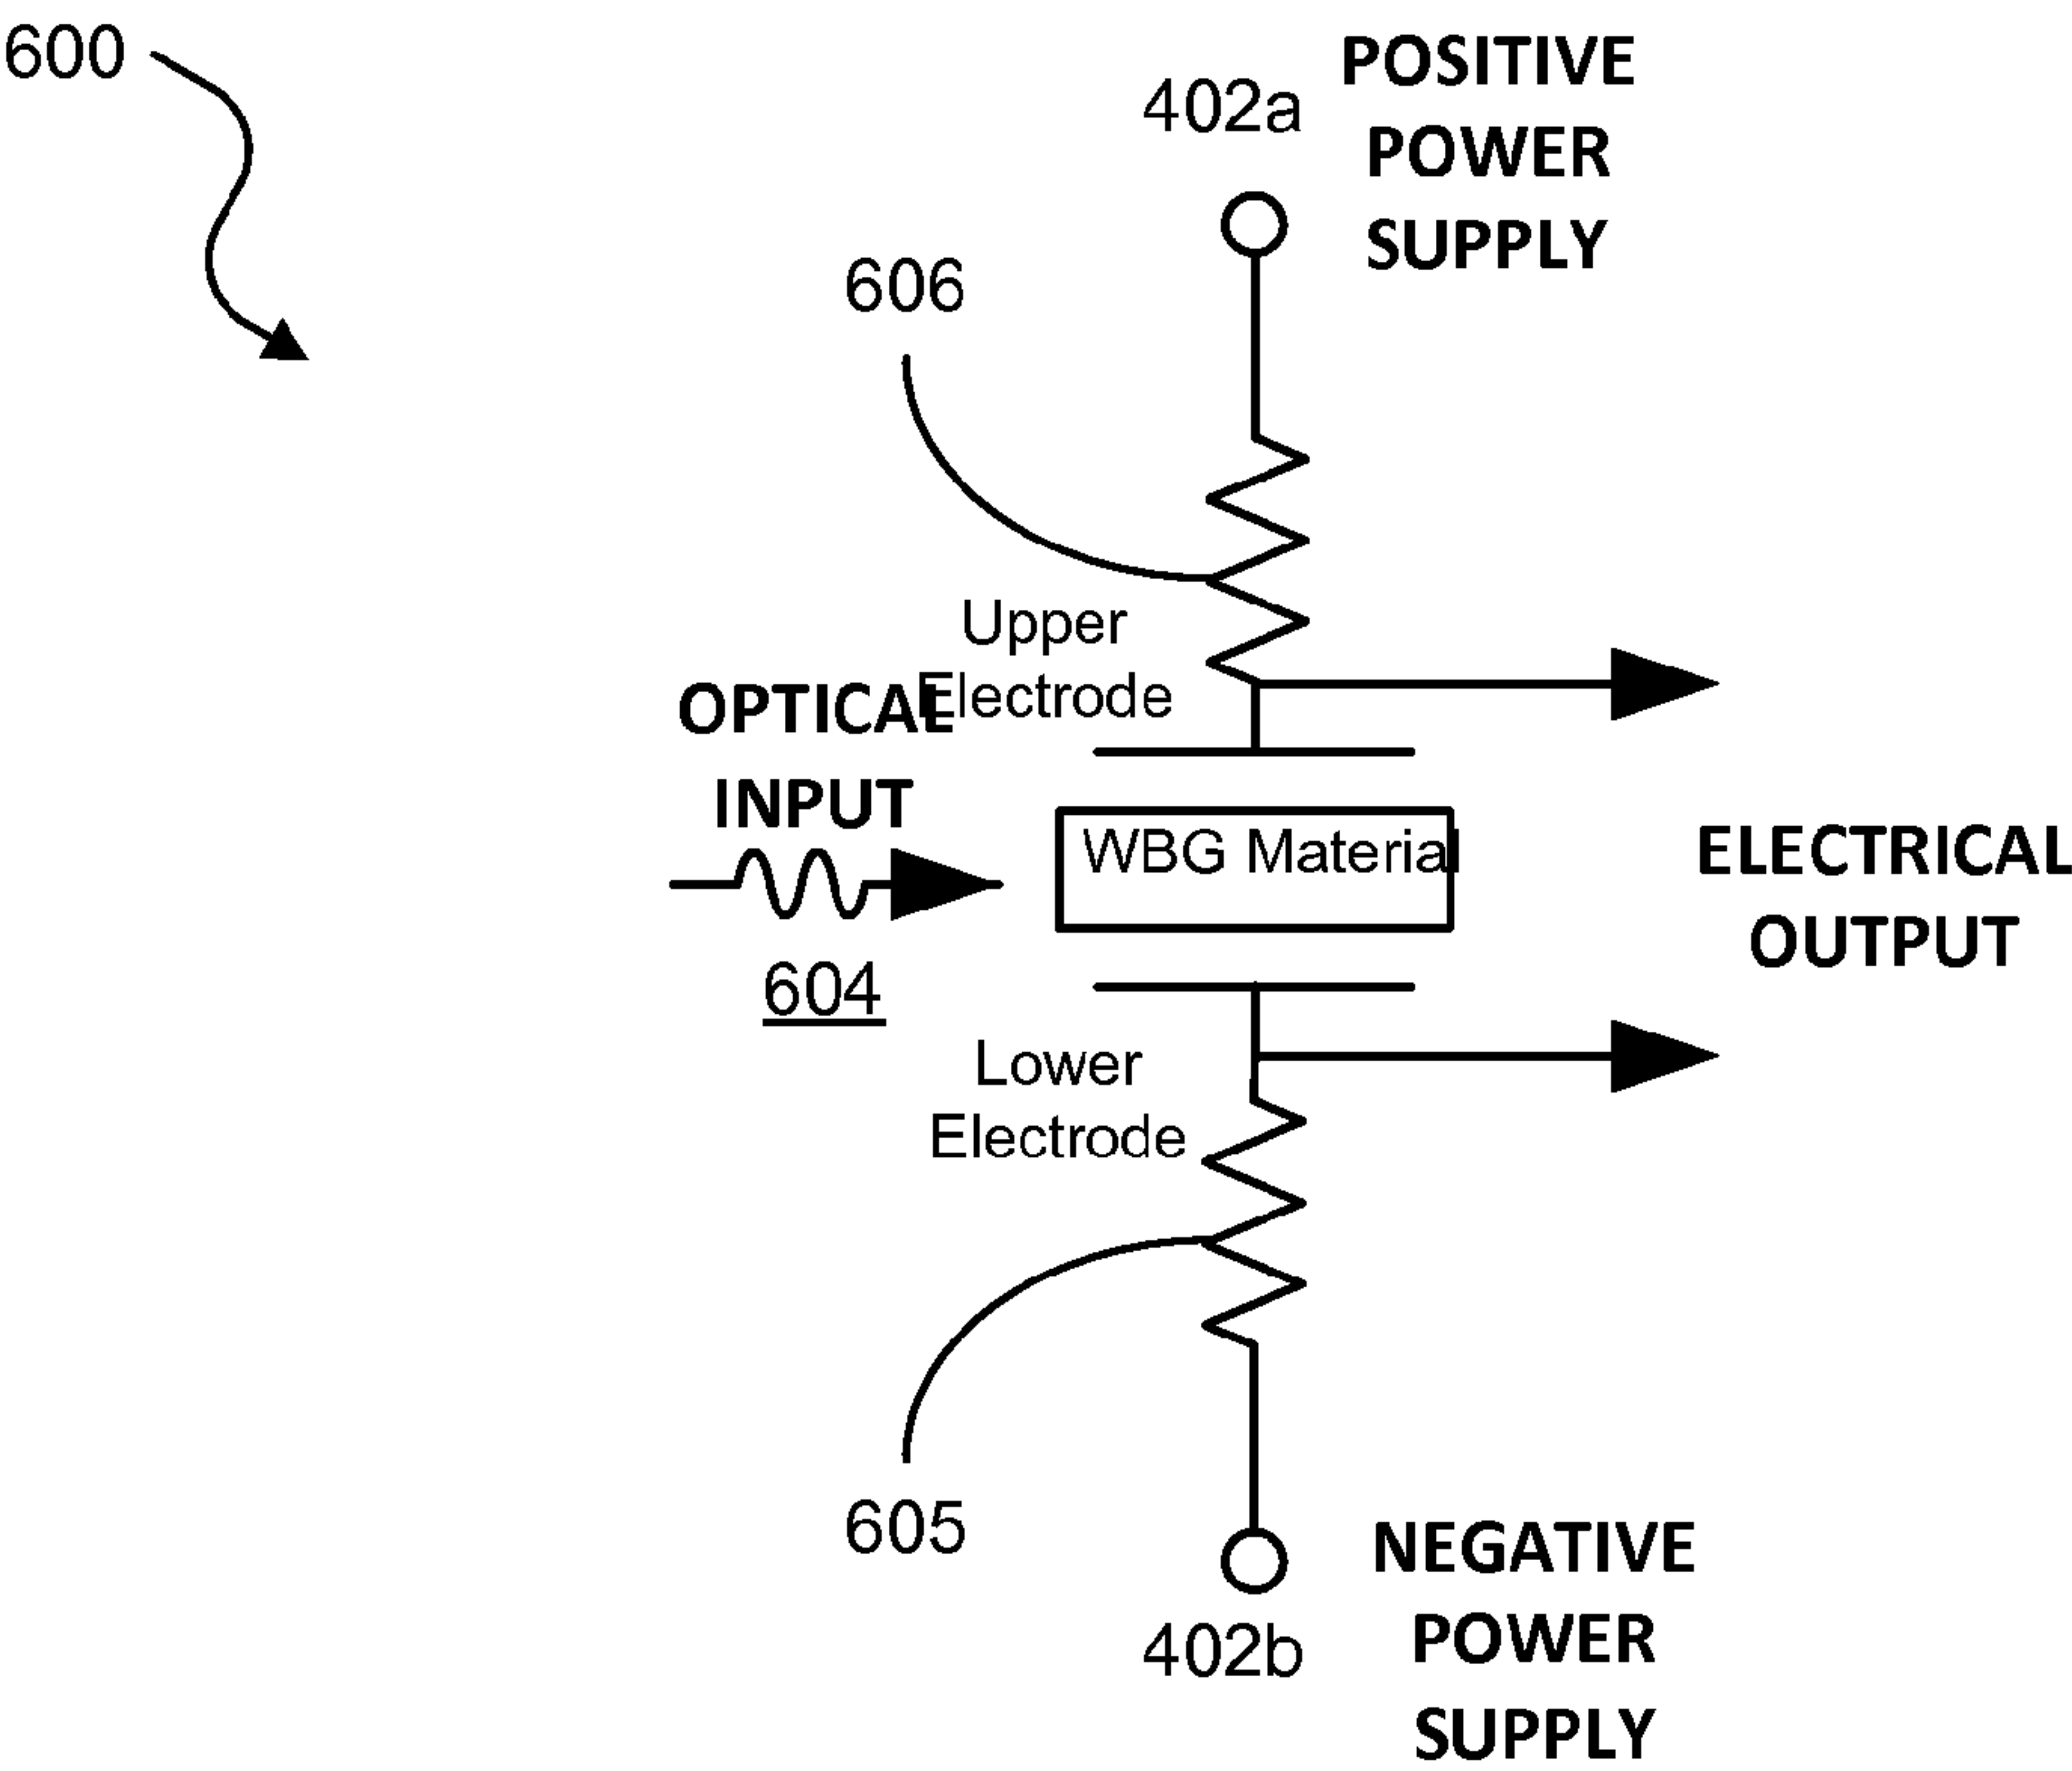 600
402a
POSITIVE
POWER
SUPPLY
606
Upper
Electrode
OPTICAL
INPUT
WBG Material
604
ELECTRICAL
OUTPUT
Lower
Electrode
605
402b
NEGATIVE
POWER
SUPPLY